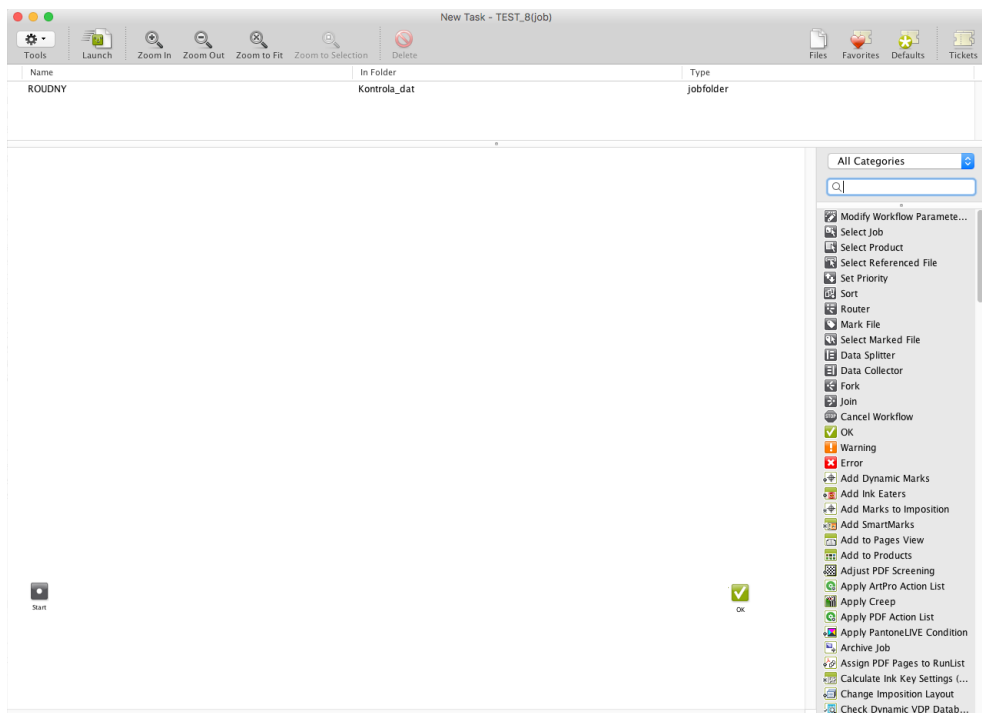 New Task - TEST_8(job)
Tools Launch Zoom In Zoom Out Zoom to Fit Zoom to Selection Delete Files Favorites Defaults Tickets
Name In Folder Type
ROUDNY Kontrola_dat jobfolder
All Categories
Modify Workflow Paramete...
Select Job
Select Product
Select Referenced File
Set Priority
Sort
Router
Mark File
Select Marked File
Data Splitter
Data Collector
Fork
Join
Cancel Workflow
OK
Warning
Error
Add Dynamic Marks
Add Ink Eaters
Add Marks to Imposition
Add SmartMarks
Add to Pages View
Add to Products
Adjust PDF Screening
Apply ArtPro Action List
Apply Creep
Apply PDF Action List
Apply PantoneLIVE Condition
Archive Job
Assign PDF Pages to RunList
Calculate Ink Key Settings (...
Change Imposition Layout
Check Dynamic VDP Datab...
Start OK